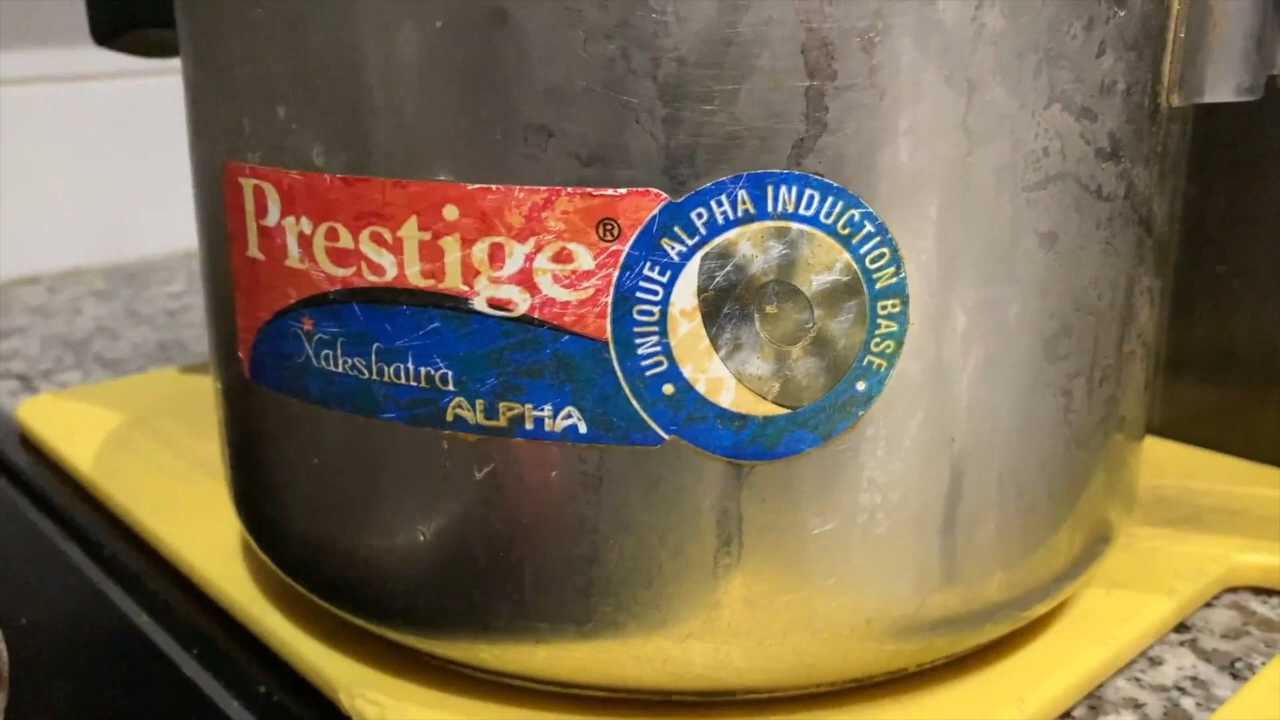 Prestige®
Nakshatra
ALPHA
• UNIQUE ALPHA INDUCTION BASE •